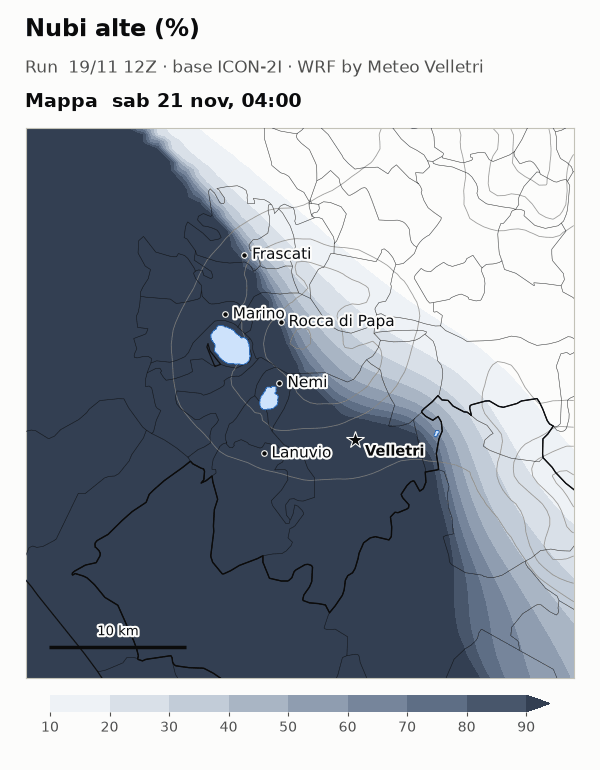 Nubi alte (%)
Run  19/11 12Z · base ICON-2I · WRF by Meteo Velletri
Mappa  sab 21 nov, 04:00
Frascati
Marino
Rocca di Papa
Nemi
Velletri
Lanuvio
10 km
10 20 30 40 50 60 70 80 90